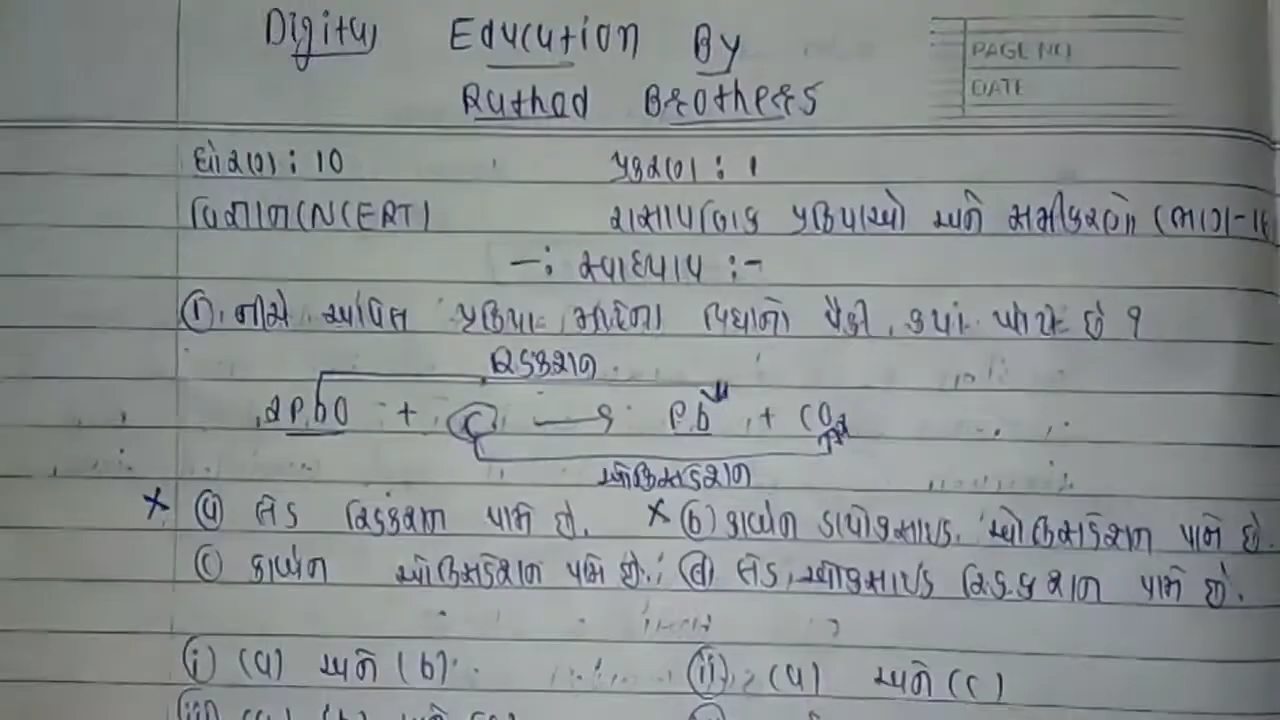 Digital Education By
Rathod Brothers
PAGE NO
DATE
ધોરણ : 10 પ્રકરણ : 1
વિજ્ઞાન (NCERT) રાસાયણિક પ્રક્રિયાઓ અને સમીકરણો (ભાગ-
-: સ્વાધ્યાય :-
① નીચે આપેલ પ્રક્રિયા માટેના વિધાનો પૈકી કયાં ખોટા છે ?
રિડક્શન
2PbO + C → Pb + CO2
ઓક્સિડેશન
× (a) લેડ રિડક્શન પામે છે. × (b) કાર્બન ડાયોક્સાઇડ ઓક્સિડેશન પામે છે.
(c) કાર્બન ઓક્સિડેશન પામે છે. (d) લેડ ઓક્સાઇડ રિડક્શન પામે છે.
(i) (a) અને (b) (ii) (a) અને (c)
(iii)